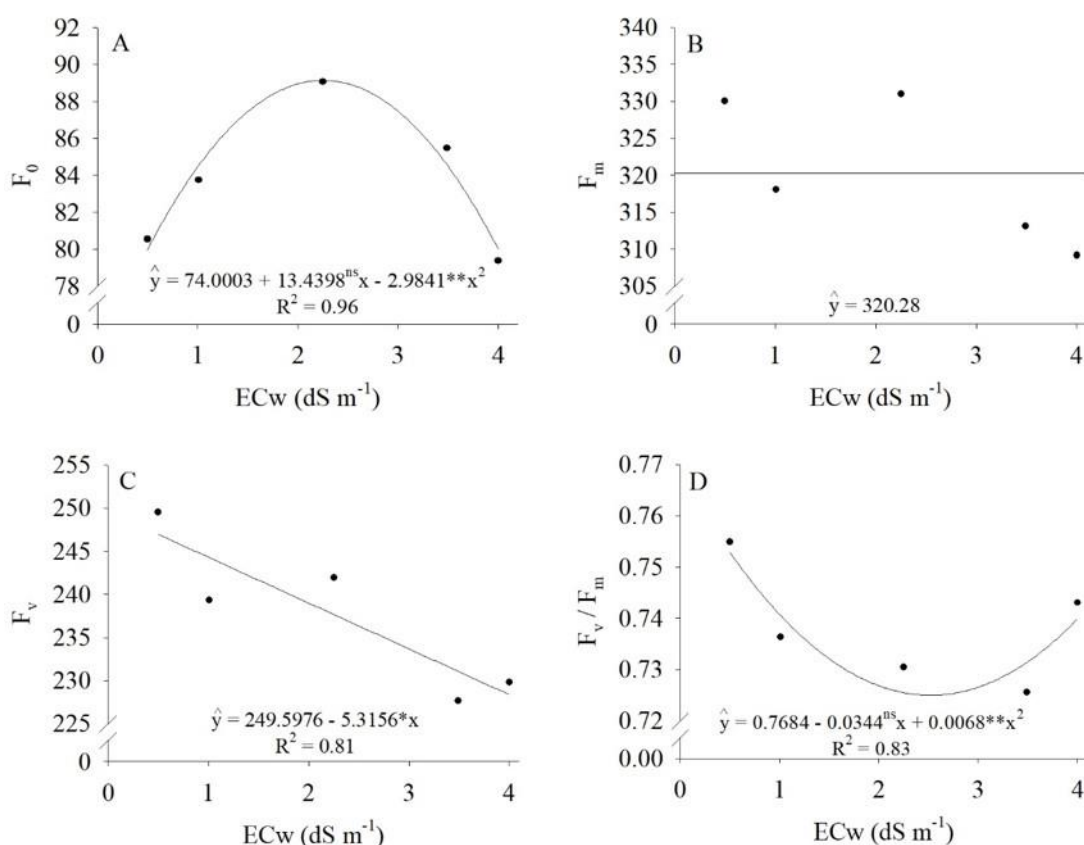 A
92
90
88
86
84
82
80
78
0
F₀
ŷ = 74.0003 + 13.4398ⁿˢx - 2.9841**x²
R² = 0.96
0 1 2 3 4
ECw (dS m⁻¹)
B
340
335
330
325
320
315
310
305
0
Fₘ
ŷ = 320.28
0 1 2 3 4
ECw (dS m⁻¹)
C
255
250
245
240
235
230
225
0
Fᵥ
ŷ = 249.5976 - 5.3156*x
R² = 0.81
0 1 2 3 4
ECw (dS m⁻¹)
D
0.77
0.76
0.75
0.74
0.73
0.72
0.00
Fᵥ / Fₘ
ŷ = 0.7684 - 0.0344ⁿˢx + 0.0068**x²
R² = 0.83
0 1 2 3 4
ECw (dS m⁻¹)